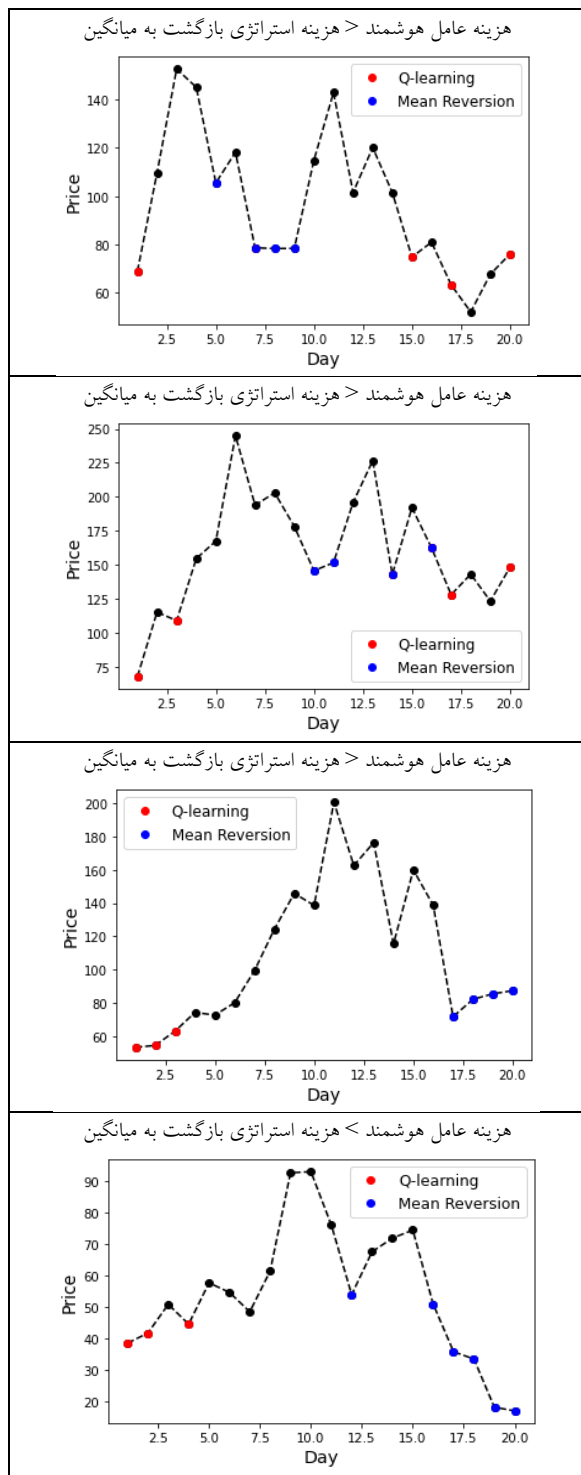 هزینه عامل هوشمند < هزینه استراتژی بازگشت به میانگین
Q-learning
Mean Reversion
140
120
100
80
60
Price
2.5 5.0 7.5 10.0 12.5 15.0 17.5 20.0
Day
هزینه عامل هوشمند < هزینه استراتژی بازگشت به میانگین
250
225
200
175
150
125
100
75
Price
Q-learning
Mean Reversion
2.5 5.0 7.5 10.0 12.5 15.0 17.5 20.0
Day
هزینه عامل هوشمند < هزینه استراتژی بازگشت به میانگین
Q-learning
Mean Reversion
200
180
160
140
120
100
80
60
Price
2.5 5.0 7.5 10.0 12.5 15.0 17.5 20.0
Day
هزینه عامل هوشمند > هزینه استراتژی بازگشت به میانگین
Q-learning
Mean Reversion
90
80
70
60
50
40
30
20
Price
2.5 5.0 7.5 10.0 12.5 15.0 17.5 20.0
Day